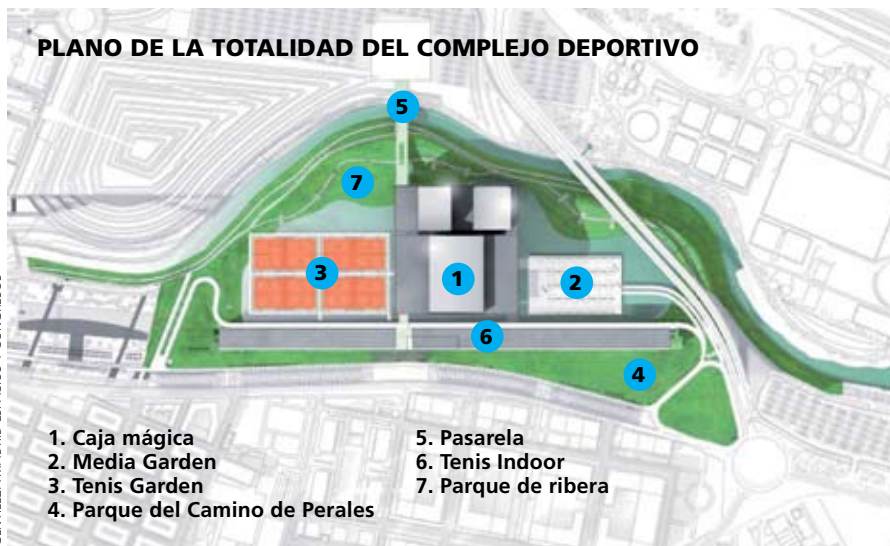 PLANO DE LA TOTALIDAD DEL COMPLEJO DEPORTIVO
5
7
3
1
2
6
4
1. Caja mágica
2. Media Garden
3. Tenis Garden
4. Parque del Camino de Perales
5. Pasarela
6. Tenis Indoor
7. Parque de ribera